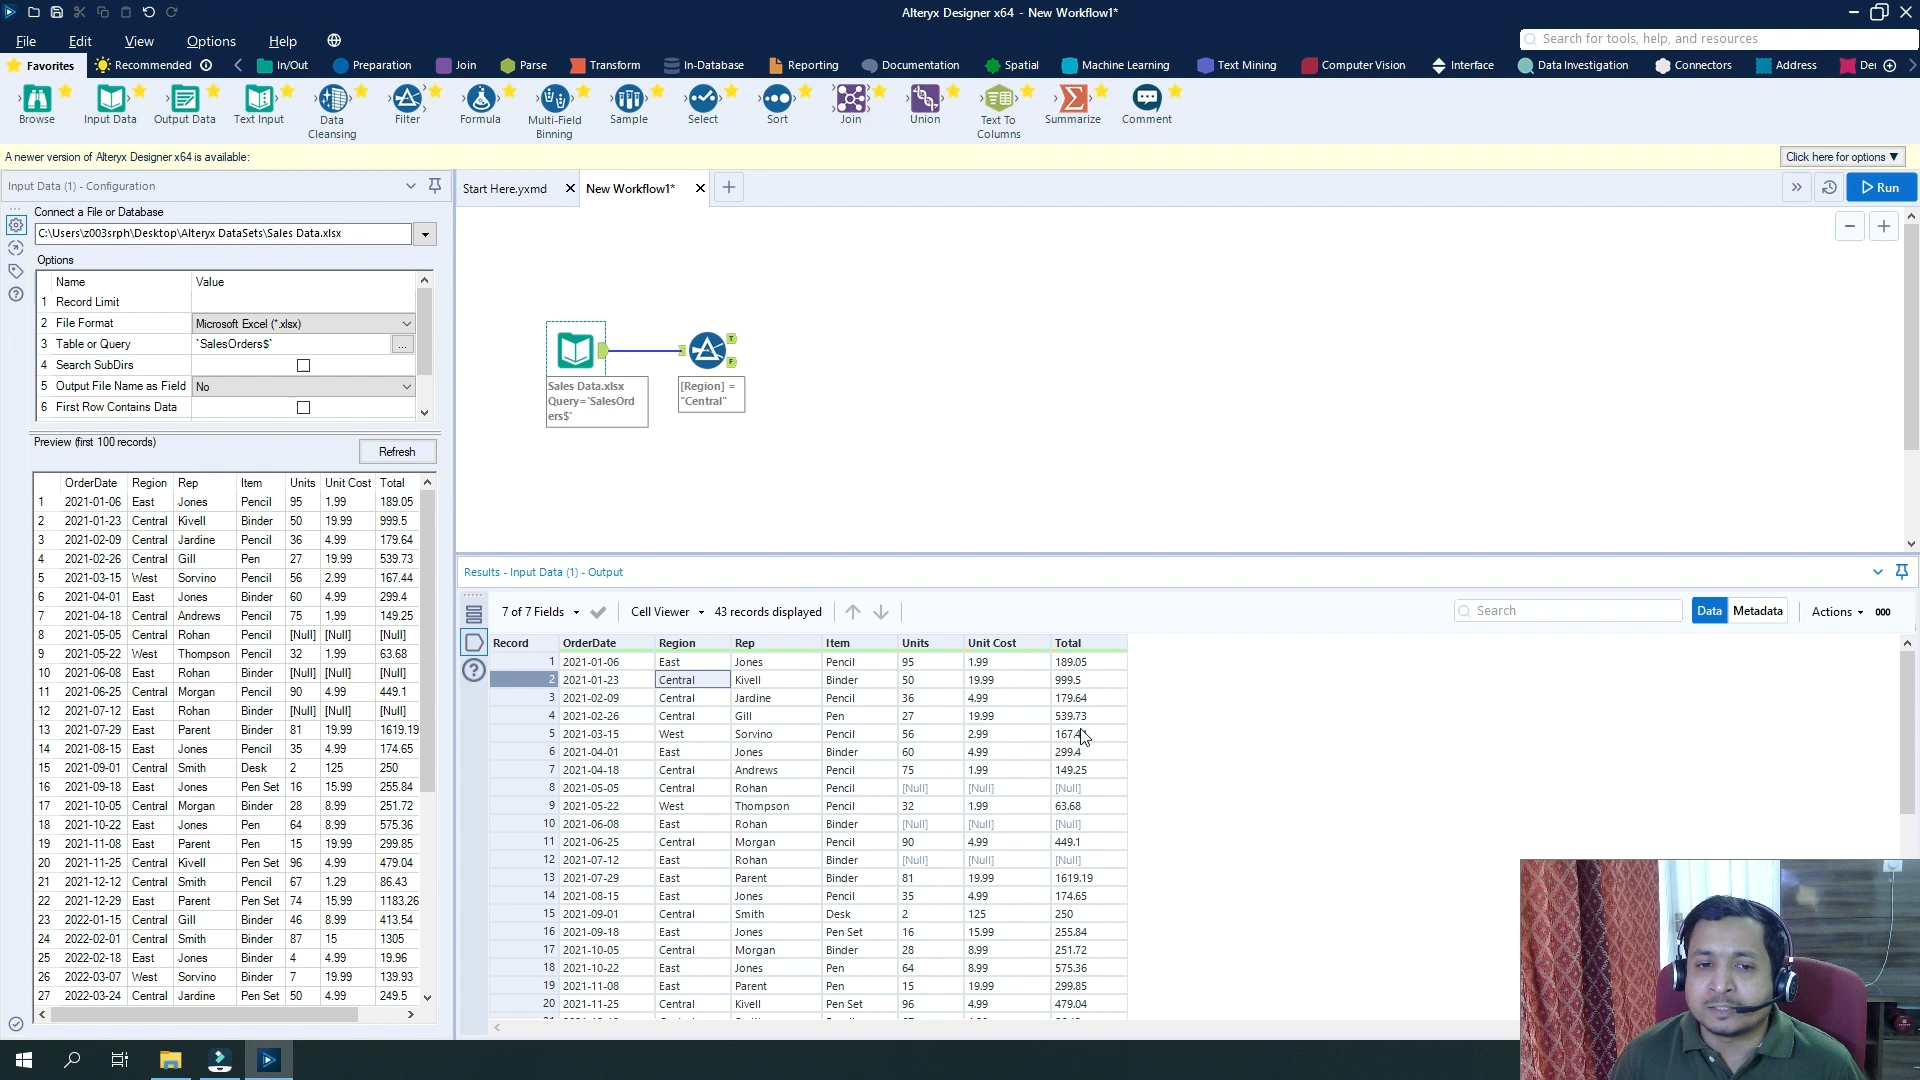 Alteryx Designer x64 - New Workflow1*
File Edit View Options Help
Search for tools, help, and resources
Favorites Recommended In/Out Preparation Join Parse Transform In-Database Reporting Documentation Spatial Machine Learning Text Mining Computer Vision Interface Data Investigation Connectors Address
Browse Input Data Output Data Text Input Data Cleansing Filter Formula Multi-Field Binning Sample Select Sort Join Union Text To Columns Summarize Comment
A newer version of Alteryx Designer x64 is available:
Click here for options ▼
Input Data (1) - Configuration
Start Here.yxmd
New Workflow1*
Run
Connect a File or Database
C:\Users\z003srph\Desktop\Alteryx DataSets\Sales Data.xlsx
Options
Name Value
1 Record Limit
2 File Format Microsoft Excel (*.xlsx)
3 Table or Query `SalesOrders$` ...
4 Search SubDirs
5 Output File Name as Field No
6 First Row Contains Data
Preview (first 100 records)
Refresh
OrderDate Region Rep Item Units Unit Cost Total
1 2021-01-06 East Jones Pencil 95 1.99 189.05
2 2021-01-23 Central Kivell Binder 50 19.99 999.5
3 2021-02-09 Central Jardine Pencil 36 4.99 179.64
4 2021-02-26 Central Gill Pen 27 19.99 539.73
5 2021-03-15 West Sorvino Pencil 56 2.99 167.44
6 2021-04-01 East Jones Binder 60 4.99 299.4
7 2021-04-18 Central Andrews Pencil 75 1.99 149.25
8 2021-05-05 Central Rohan Pencil [Null] [Null] [Null]
9 2021-05-22 West Thompson Pencil 32 1.99 63.68
10 2021-06-08 East Rohan Binder [Null] [Null] [Null]
11 2021-06-25 Central Morgan Pencil 90 4.99 449.1
12 2021-07-12 East Rohan Binder [Null] [Null] [Null]
13 2021-07-29 East Parent Binder 81 19.99 1619.19
14 2021-08-15 East Jones Pencil 35 4.99 174.65
15 2021-09-01 Central Smith Desk 2 125 250
16 2021-09-18 East Jones Pen Set 16 15.99 255.84
17 2021-10-05 Central Morgan Binder 28 8.99 251.72
18 2021-10-22 East Jones Pen 64 8.99 575.36
19 2021-11-08 East Parent Pen 15 19.99 299.85
20 2021-11-25 Central Kivell Pen Set 96 4.99 479.04
21 2021-12-12 Central Smith Pencil 67 1.29 86.43
22 2021-12-29 East Parent Pen Set 74 15.99 1183.26
23 2022-01-15 Central Gill Binder 46 8.99 413.54
24 2022-02-01 Central Smith Binder 87 15 1305
25 2022-02-18 East Jones Binder 4 4.99 19.96
26 2022-03-07 West Sorvino Binder 7 19.99 139.93
27 2022-03-24 Central Jardine Pen Set 50 4.99 249.5
T
F
Sales Data.xlsx
Query=`SalesOrd
ers$`
[Region] =
"Central"
Results - Input Data (1) - Output
7 of 7 Fields Cell Viewer 43 records displayed Search Data Metadata Actions 000
Record OrderDate Region Rep Item Units Unit Cost Total
1 2021-01-06 East Jones Pencil 95 1.99 189.05
2 2021-01-23 Central Kivell Binder 50 19.99 999.5
3 2021-02-09 Central Jardine Pencil 36 4.99 179.64
4 2021-02-26 Central Gill Pen 27 19.99 539.73
5 2021-03-15 West Sorvino Pencil 56 2.99
6 2021-04-01 East Jones Binder 60 4.99 299.4
7 2021-04-18 Central Andrews Pencil 75 1.99 149.25
8 2021-05-05 Central Rohan Pencil [Null] [Null] [Null]
9 2021-05-22 West Thompson Pencil 32 1.99 63.68
10 2021-06-08 East Rohan Binder [Null] [Null] [Null]
11 2021-06-25 Central Morgan Pencil 90 4.99 449.1
12 2021-07-12 East Rohan Binder [Null] [Null] [Null]
13 2021-07-29 East Parent Binder 81 19.99 1619.19
14 2021-08-15 East Jones Pencil 35 4.99 174.65
15 2021-09-01 Central Smith Desk 2 125 250
16 2021-09-18 East Jones Pen Set 16 15.99 255.84
17 2021-10-05 Central Morgan Binder 28 8.99 251.72
18 2021-10-22 East Jones Pen 64 8.99 575.36
19 2021-11-08 East Parent Pen 15 19.99 299.85
20 2021-11-25 Central Kivell Pen Set 96 4.99 479.04